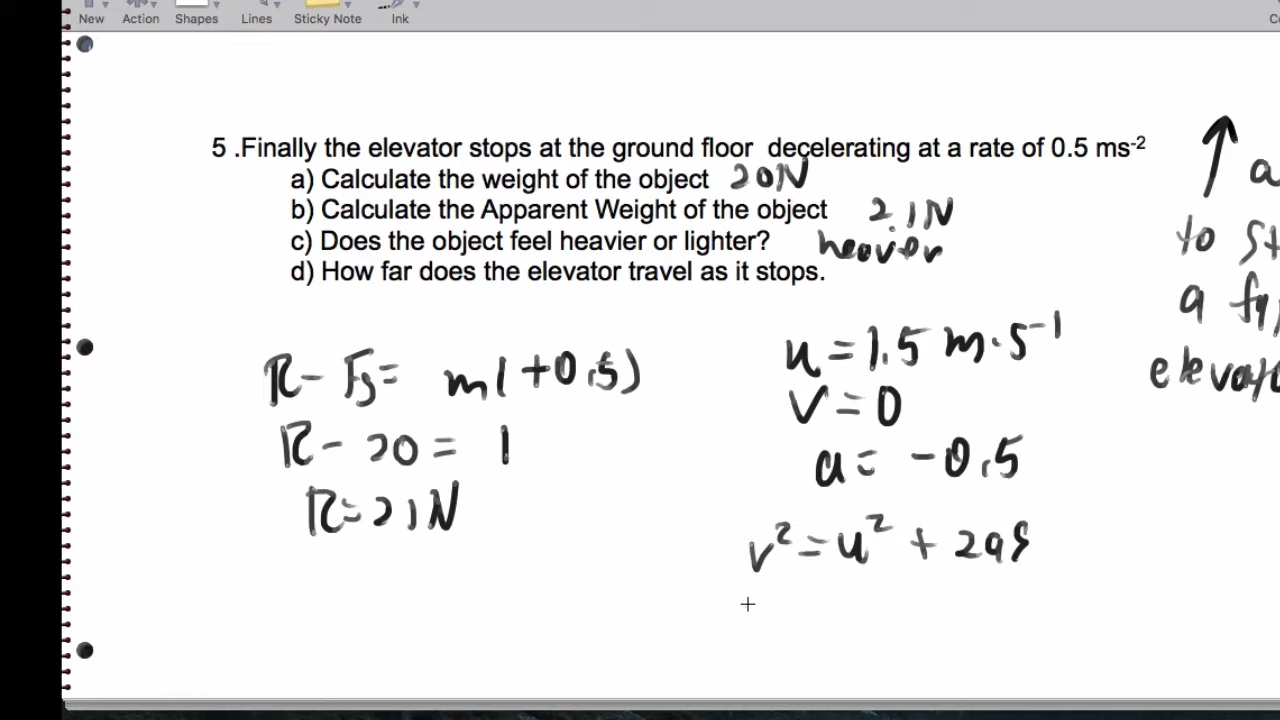 New Action Shapes Lines Sticky Note Ink
5 .Finally the elevator stops at the ground floor decelerating at a rate of 0.5 ms⁻²
a) Calculate the weight of the object 20N
b) Calculate the Apparent Weight of the object 21N
c) Does the object feel heavier or lighter? heavier
d) How far does the elevator travel as it stops.
R - Fg = m(+0.5)
R - 20 = 1
R = 21N
u = 1.5 m·s⁻¹
v = 0
a = -0.5
v² = u² + 2as
↑ a
to
a